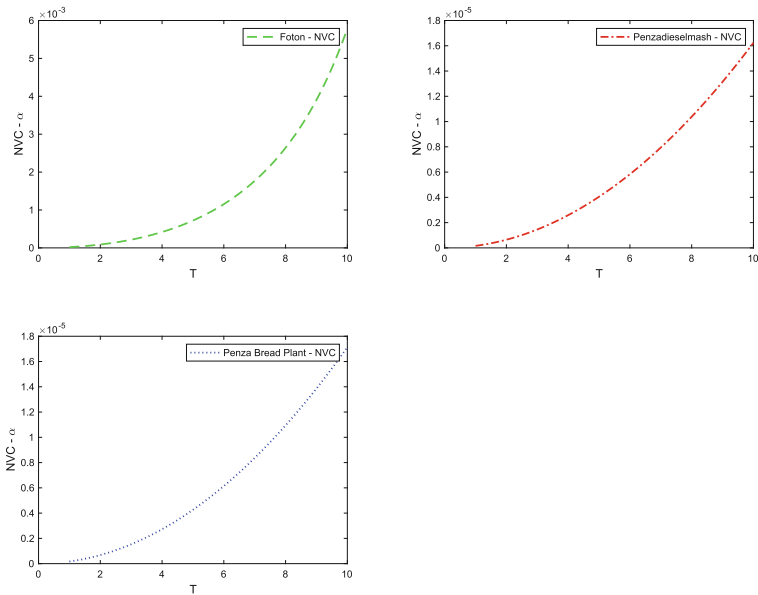 ×10⁻³
6
5
4
3
2
1
0
0 2 4 6 8 10
NVC - α
T
Foton - NVC
×10⁻⁵
1.8
1.6
1.4
1.2
1
0.8
0.6
0.4
0.2
0
0 2 4 6 8 10
NVC - α
T
Penzadieselmash - NVC
×10⁻⁵
1.8
1.6
1.4
1.2
1
0.8
0.6
0.4
0.2
0
0 2 4 6 8 10
NVC - α
T
Penza Bread Plant - NVC